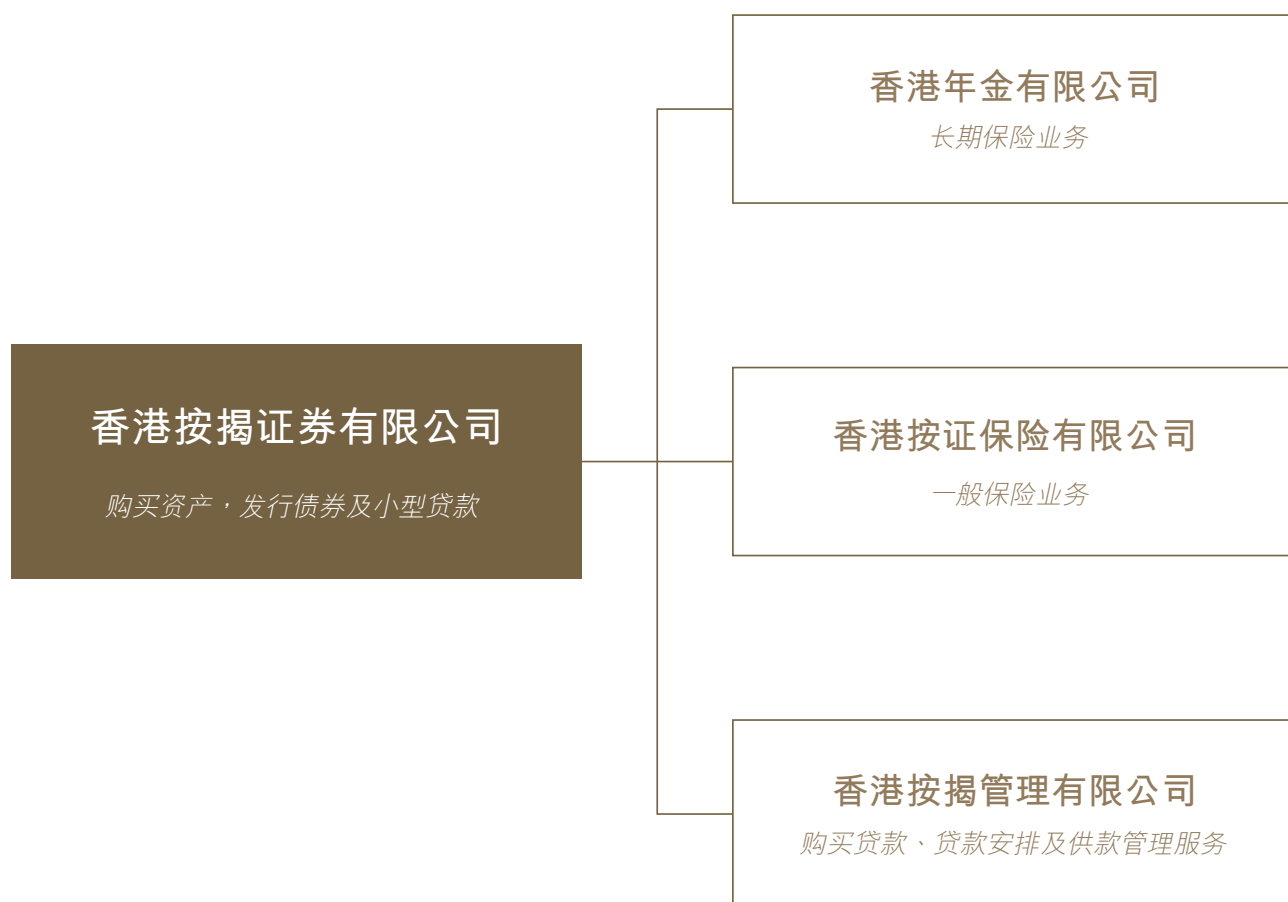 香港年金有限公司
长期保险业务
香港按揭证券有限公司
购买资产，发行债券及小型贷款
香港按证保险有限公司
一般保险业务
香港按揭管理有限公司
购买贷款、贷款安排及供款管理服务